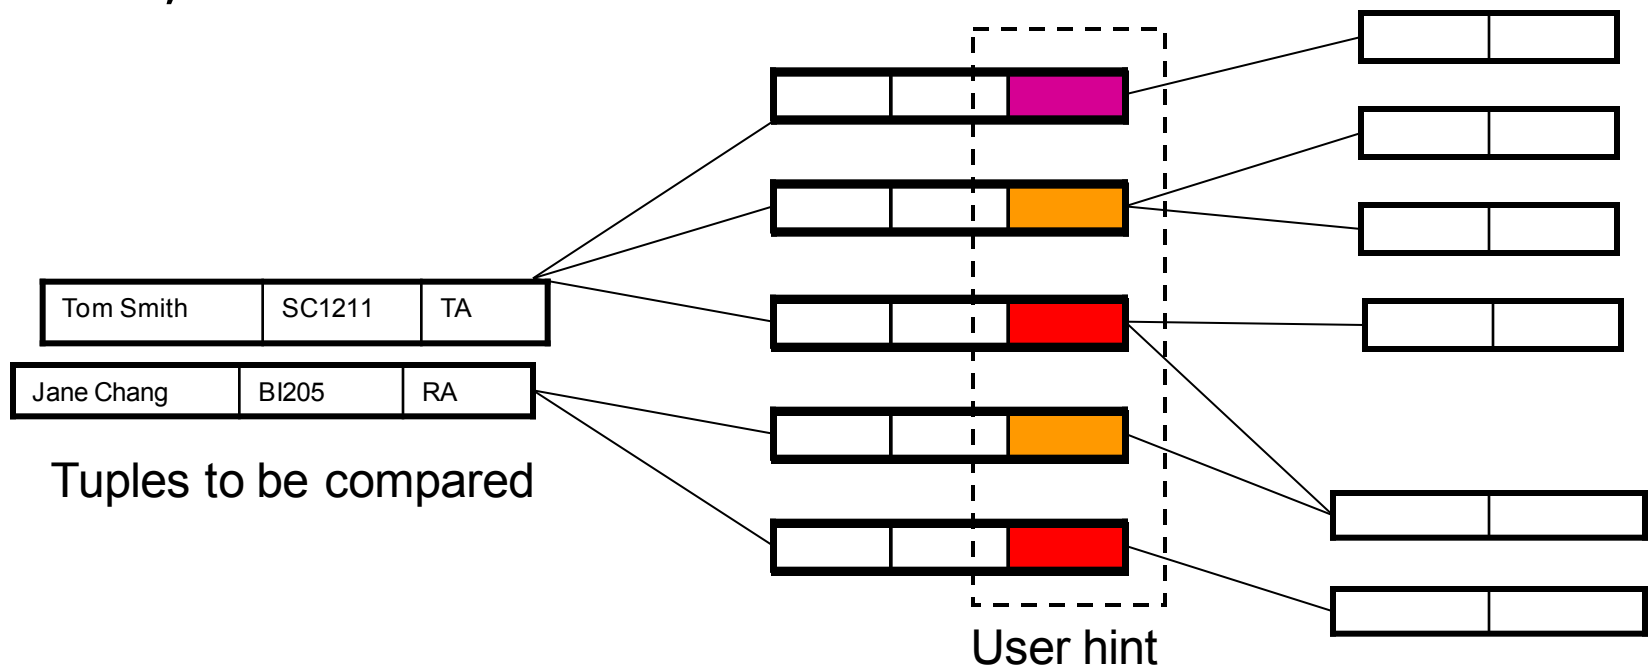 Tom Smith SC1211 TA
Jane Chang BI205 RA
Tuples to be compared
User hint